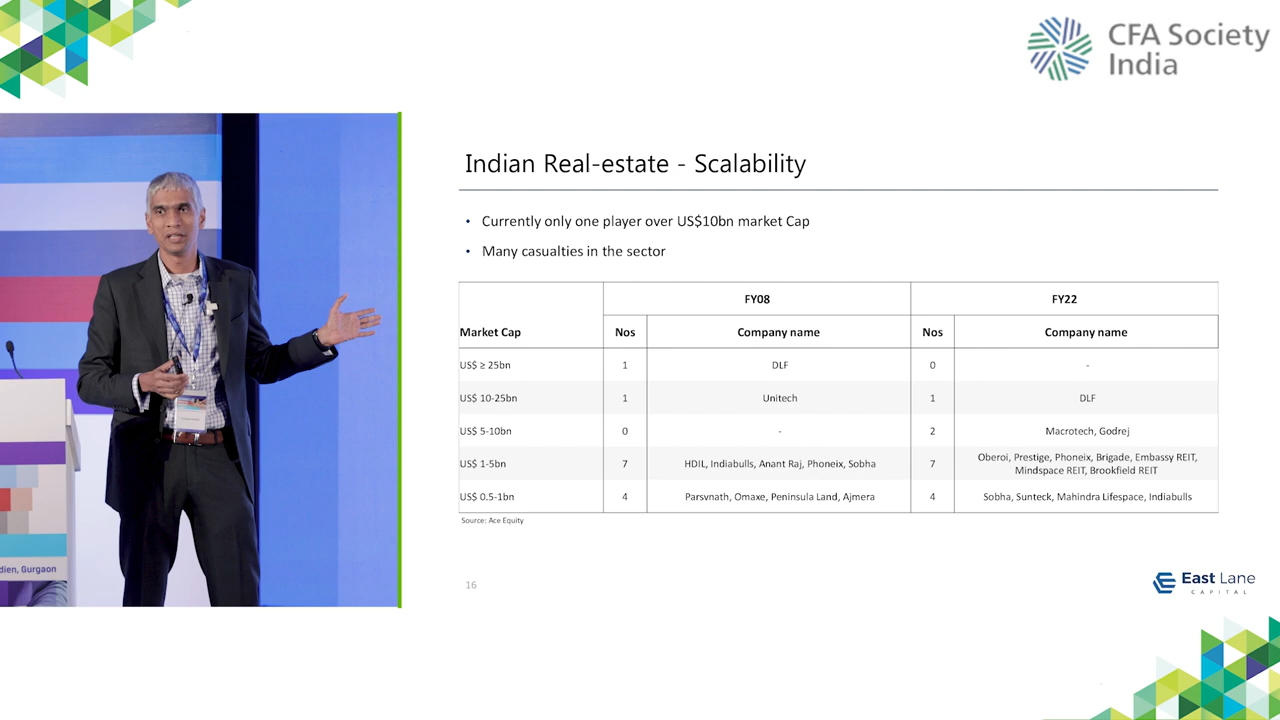 CFA Society
India
Indian Real-estate - Scalability
• Currently only one player over US$10bn market Cap
• Many casualties in the sector
FY08 FY22
Market Cap Nos Company name Nos Company name
US$ ≥ 25bn 1 DLF 0 -
US$ 10-25bn 1 Unitech 1 DLF
US$ 5-10bn 0 - 2 Macrotech, Godrej
US$ 1-5bn 7 HDIL, Indiabulls, Anant Raj, Phoneix, Sobha 7 Oberoi, Prestige, Phoneix, Brigade, Embassy REIT,
Mindspace REIT, Brookfield REIT
US$ 0.5-1bn 4 Parsvnath, Omaxe, Peninsula Land, Ajmera 4 Sobha, Sunteck, Mahindra Lifespace, Indiabulls
Source: Ace Equity
dien, Gurgaon
16
East Lane
CAPITAL